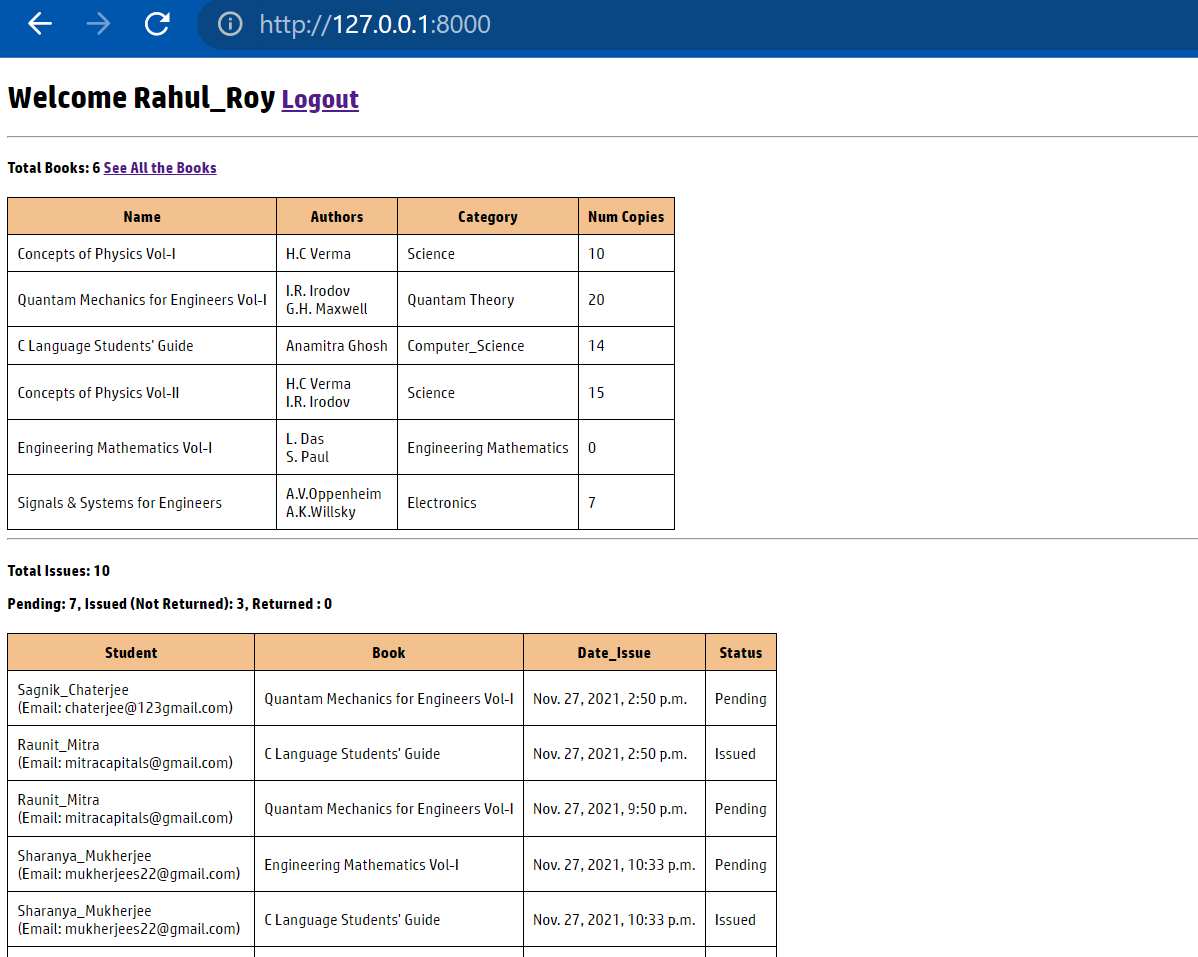 http://127.0.0.1:8000
Welcome Rahul_Roy Logout
Total Books: 6 See All the Books
Name Authors Category Num Copies
Concepts of Physics Vol-I H.C Verma Science 10
Quantam Mechanics for Engineers Vol-I I.R. Irodov G.H. Maxwell Quantam Theory 20
C Language Students' Guide Anamitra Ghosh Computer_Science 14
Concepts of Physics Vol-II H.C Verma I.R. Irodov Science 15
Engineering Mathematics Vol-I L. Das S. Paul Engineering Mathematics 0
Signals & Systems for Engineers A.V.Oppenheim A.K.Willsky Electronics 7
Total Issues: 10
Pending: 7, Issued (Not Returned): 3, Returned : 0
Student Book Date_Issue Status
Sagnik_Chaterjee (Email: chaterjee@123gmail.com) Quantam Mechanics for Engineers Vol-I Nov. 27, 2021, 2:50 p.m. Pending
Raunit_Mitra (Email: mitracapitals@gmail.com) C Language Students' Guide Nov. 27, 2021, 2:50 p.m. Issued
Raunit_Mitra (Email: mitracapitals@gmail.com) Quantam Mechanics for Engineers Vol-I Nov. 27, 2021, 9:50 p.m. Pending
Sharanya_Mukherjee (Email: mukherjees22@gmail.com) Engineering Mathematics Vol-I Nov. 27, 2021, 10:33 p.m. Pending
Sharanya_Mukherjee (Email: mukherjees22@gmail.com) C Language Students' Guide Nov. 27, 2021, 10:33 p.m. Issued